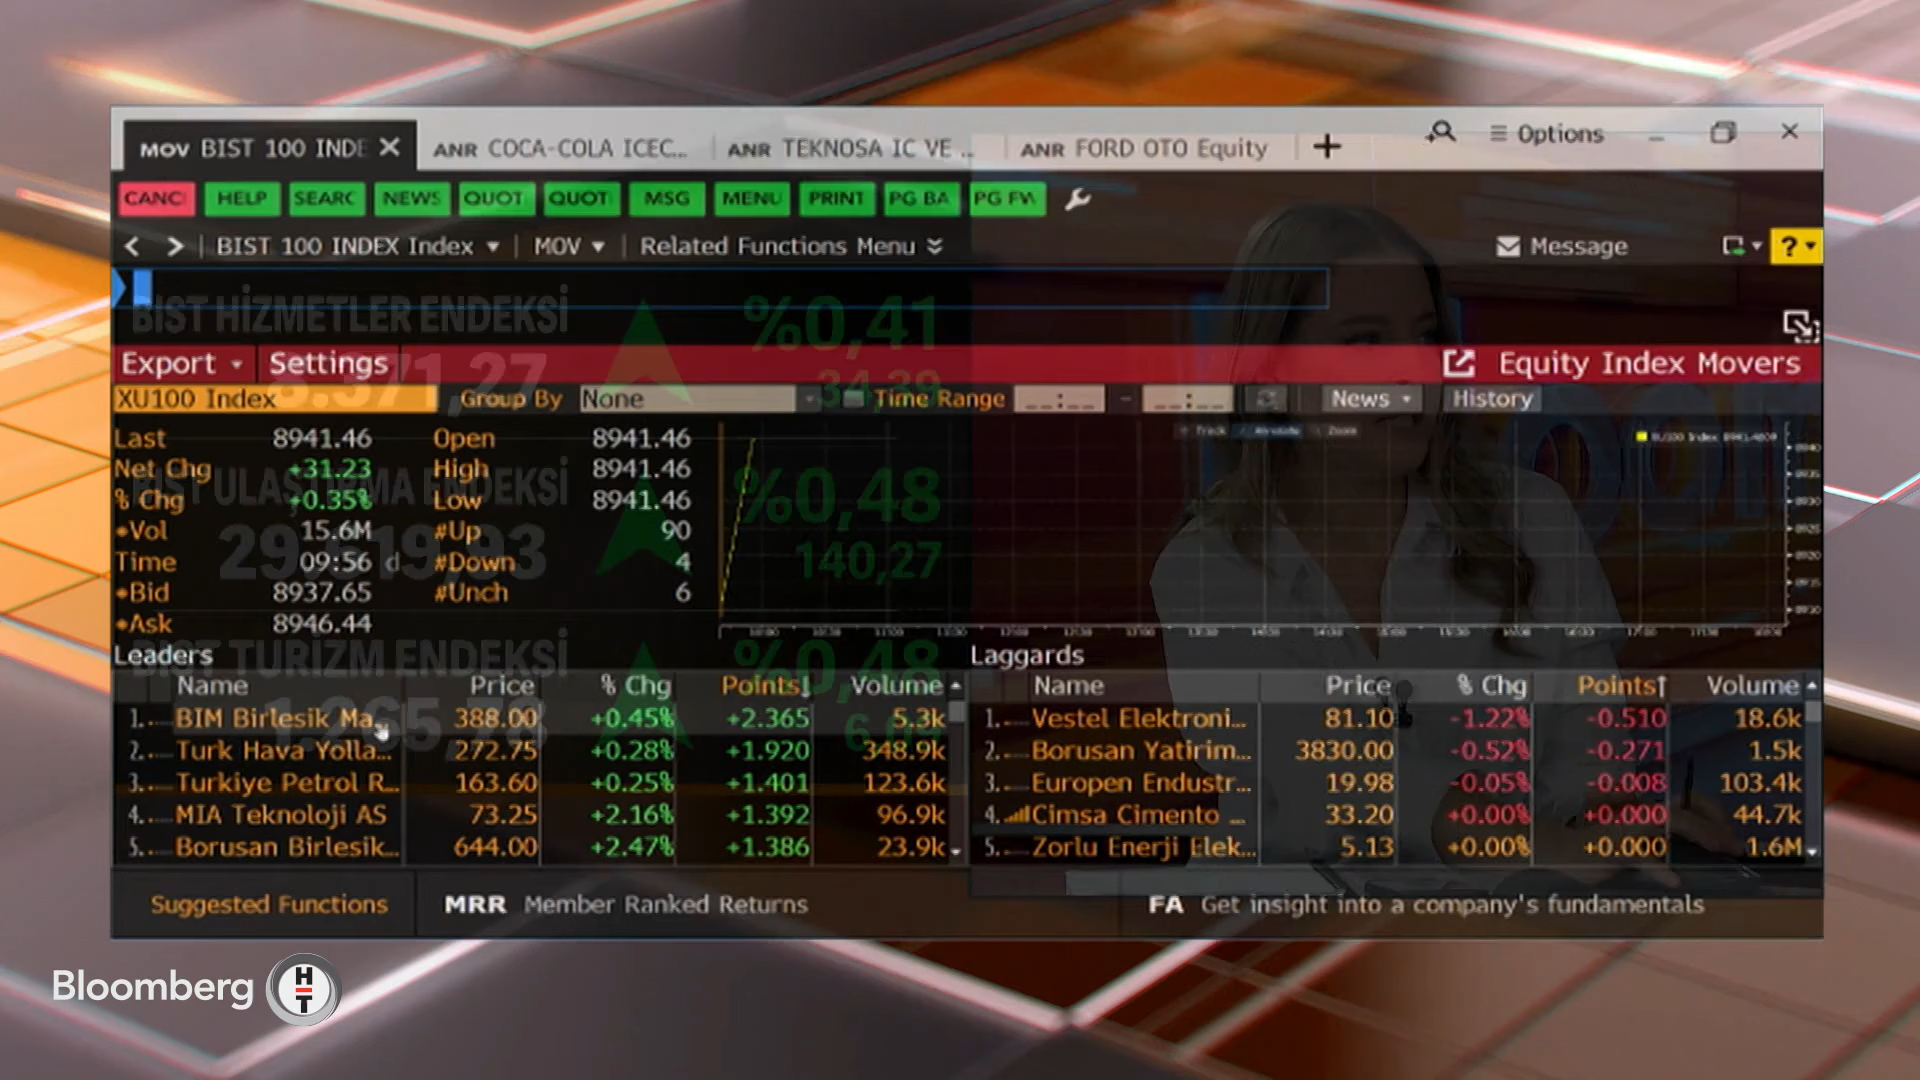 MOV BIST 100 INDE
ANR COCA-COLA ICEC...
ANR TEKNOSA IC VE ...
ANR FORD OTO Equity
Options
CANC
HELP
SEARC
NEWS
QUOT
QUOT
MSG
MENU
PRINT
PG BA
PG FW
BIST 100 INDEX Index
MOV
Related Functions Menu
Message
?
BIST HİZMETLER ENDEKSİ
%0,41
8.371,27
34,39
Export
Settings
Equity Index Movers
XU100 Index
Group By
None
Time Range
News
History
Last 8941.46 Open 8941.46
Net Chg +31.23 High 8941.46
% Chg +0.35% Low 8941.46
Vol 15.6M #Up 90
Time 09:56 d #Down 4
Bid 8937.65 #Unch 6
Ask 8946.44
Track Annotate Zoom
BIST ULAŞTIRMA ENDEKSİ
%0,48
140,27
BIST TURİZM ENDEKSİ
%0,48
1.265,78
Leaders
Name Price % Chg Points Volume
1. BIM Birlesik Ma... 388.00 +0.45% +2.365 5.3k
2. Turk Hava Yolla... 272.75 +0.28% +1.920 348.9k
3. Turkiye Petrol R... 163.60 +0.25% +1.401 123.6k
4. MIA Teknoloji AS 73.25 +2.16% +1.392 96.9k
5. Borusan Birlesik... 644.00 +2.47% +1.386 23.9k
Laggards
Name Price % Chg Points Volume
1. Vestel Elektroni... 81.10 -1.22% -0.510 18.6k
2. Borusan Yatirim... 3830.00 -0.52% -0.271 1.5k
3. Europen Endustr... 19.98 -0.05% -0.008 103.4k
4. Cimsa Cimento ... 33.20 +0.00% +0.000 44.7k
5. Zorlu Enerji Elek... 5.13 +0.00% +0.000 1.6M
Suggested Functions
MRR Member Ranked Returns
FA Get insight into a company's fundamentals
Bloomberg HT